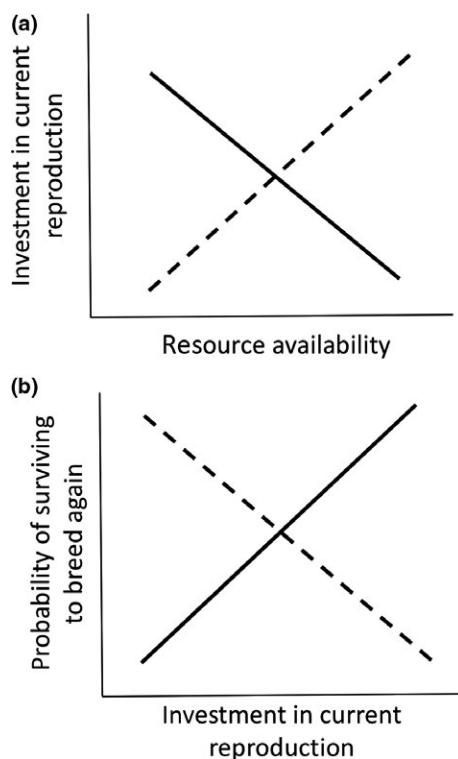 (a)
Investment in current
reproduction
Resource availability
(b)
Probability of surviving
to breed again
Investment in current
reproduction